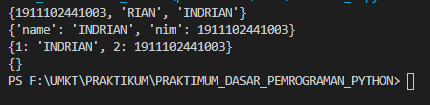 {1911102441003, 'RIAN', 'INDRIAN'}
{'name': 'INDRIAN', 'nim': 1911102441003}
{1: 'INDRIAN', 2: 1911102441003}
{}
PS F:\UMKT\PRAKTIKUM\PRAKTIMUM_DASAR_PEMROGRAMAN_PYTHON>